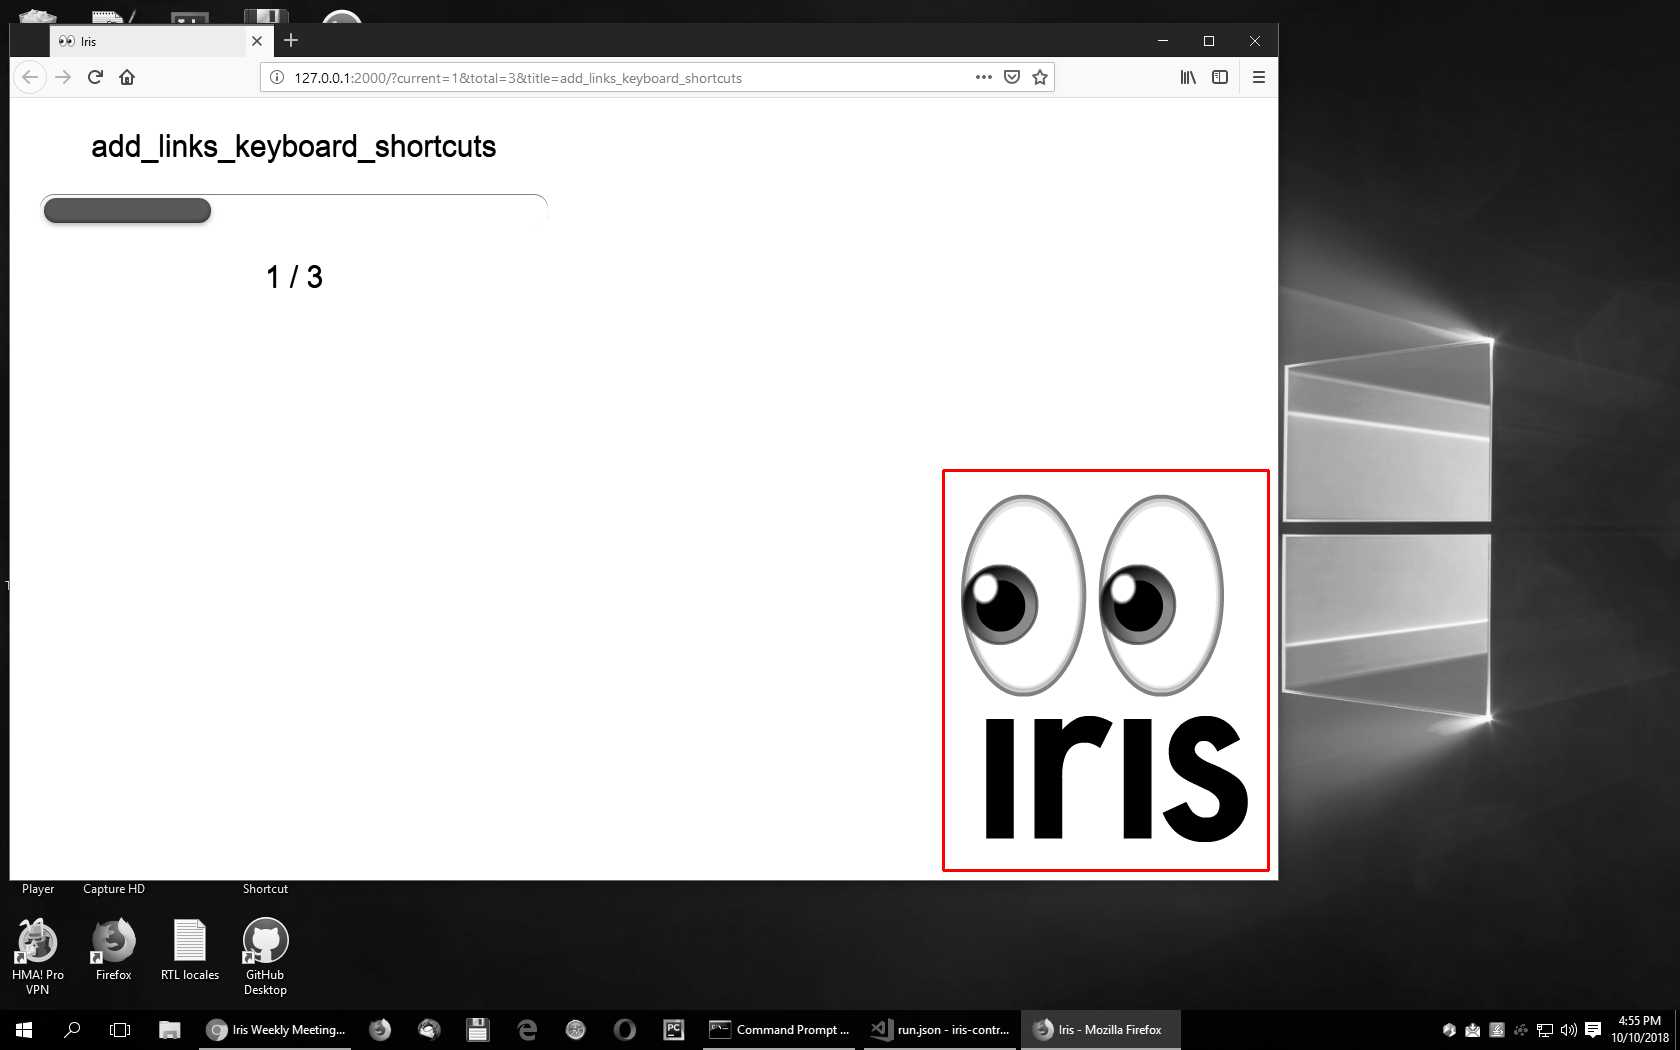 Iris
127.0.0.1:2000/?current=1&total=3&title=add_links_keyboard_shortcuts
add_links_keyboard_shortcuts
1 / 3
iris
Player
Capture HD
Shortcut
HMA! Pro
VPN
Firefox
RTL locales
GitHub
Desktop
Iris Weekly Meeting...
PC
Command Prompt ...
run.json - iris-contr...
Iris - Mozilla Firefox
4:55 PM
10/10/2018